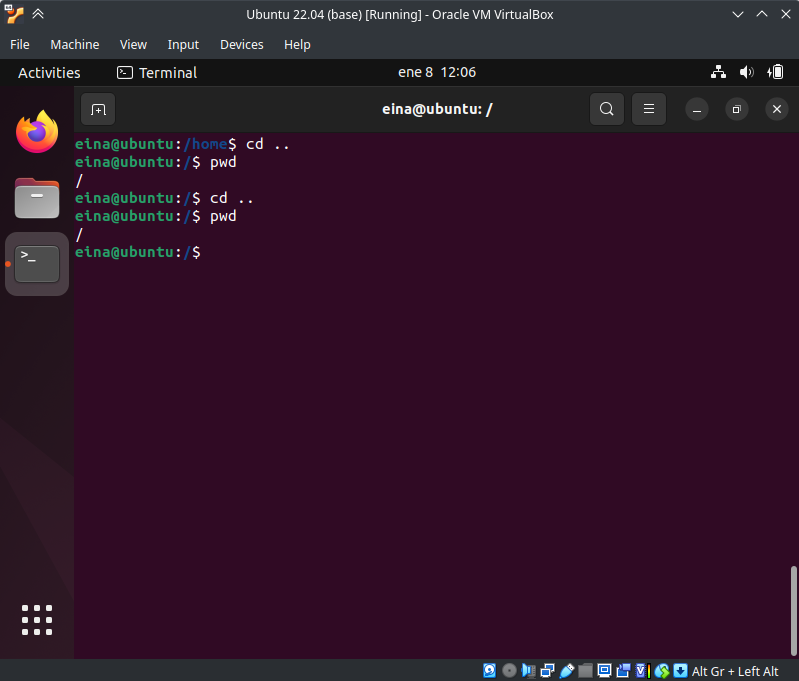 Ubuntu 22.04 (base) [Running] - Oracle VM VirtualBox
File Machine View Input Devices Help
Activities Terminal ene 8 12:06
eina@ubuntu: /
eina@ubuntu:/home$ cd ..
eina@ubuntu:/$ pwd
/
eina@ubuntu:/$ cd ..
eina@ubuntu:/$ pwd
/
eina@ubuntu:/$
Alt Gr + Left Alt